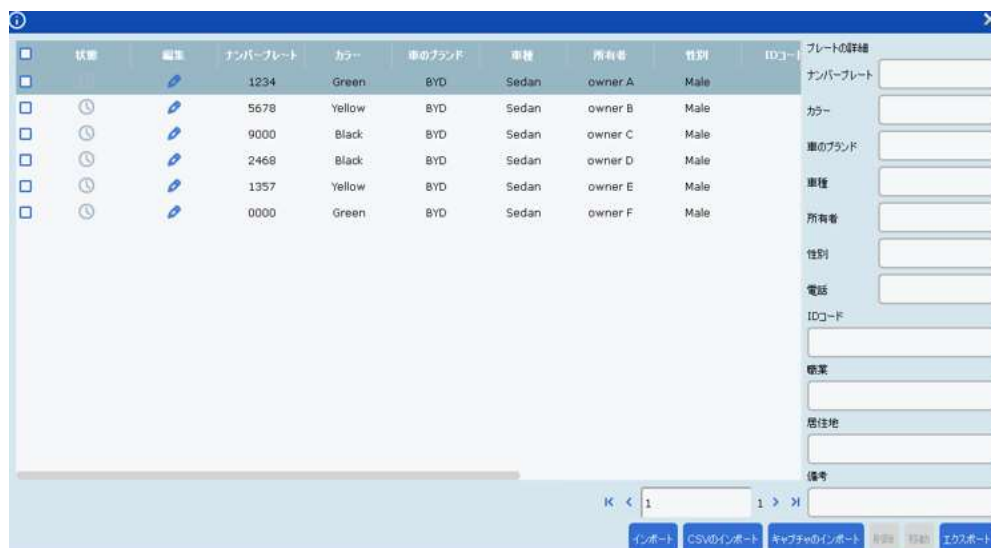 状態 編集 ナンバープレート カラー 車のブランド 車種 所有者 性別 IDコード
1234 Green BYD Sedan owner A Male
5678 Yellow BYD Sedan owner B Male
9000 Black BYD Sedan owner C Male
2468 Black BYD Sedan owner D Male
1357 Yellow BYD Sedan owner E Male
0000 Green BYD Sedan owner F Male
プレートの詳細
ナンバープレート
カラー
車のブランド
車種
所有者
性別
電話
IDコード
職業
居住地
備考
1 1
インポート CSVのインポート キャプチャのインポート 削除 移動 エクスポート